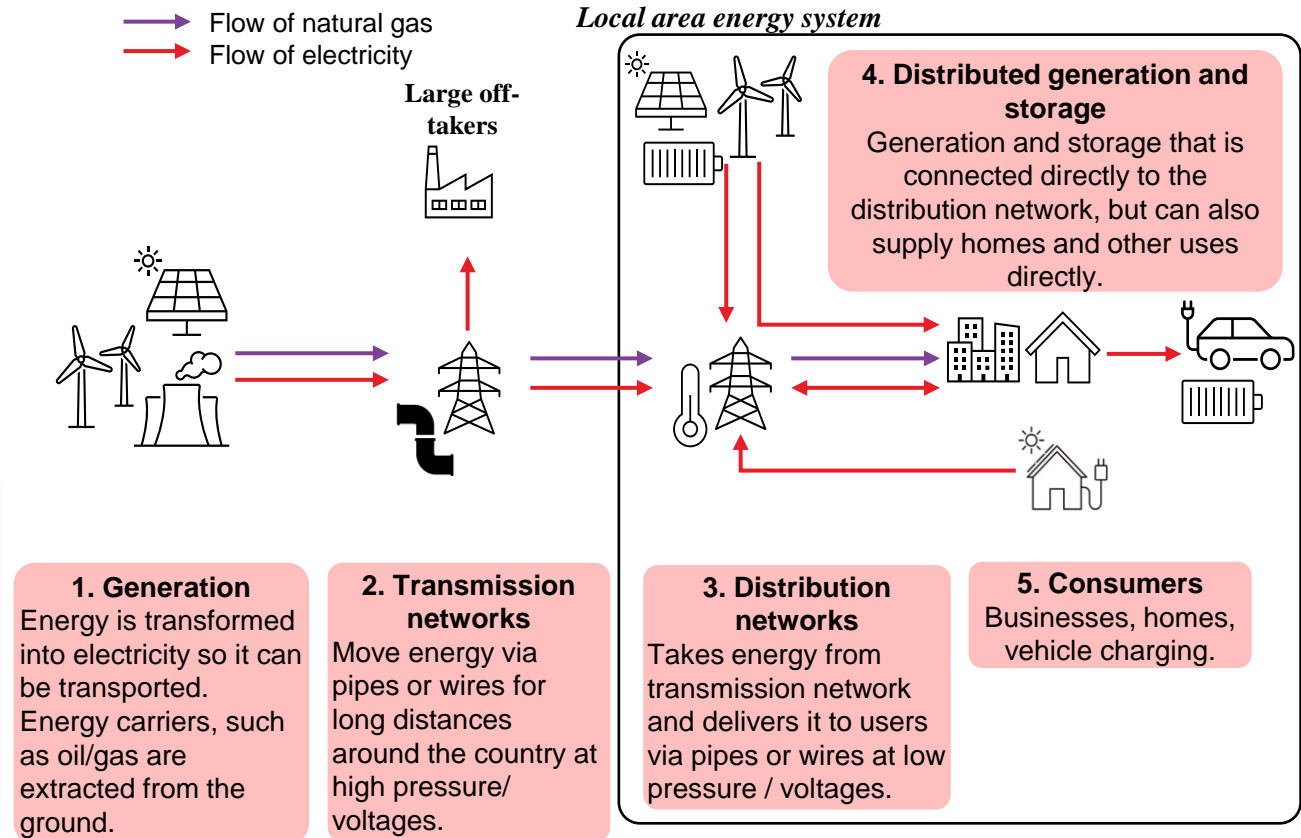 Flow of natural gas
Flow of electricity
Local area energy system
Large off-
takers
4. Distributed generation and
storage
Generation and storage that is
connected directly to the
distribution network, but can also
supply homes and other uses
directly.
1. Generation
Energy is transformed
into electricity so it can
be transported.
Energy carriers, such
as oil/gas are
extracted from the
ground.
2. Transmission
networks
Move energy via
pipes or wires for
long distances
around the country at
high pressure/
voltages.
3. Distribution
networks
Takes energy from
transmission network
and delivers it to users
via pipes or wires at low
pressure / voltages.
5. Consumers
Businesses, homes,
vehicle charging.